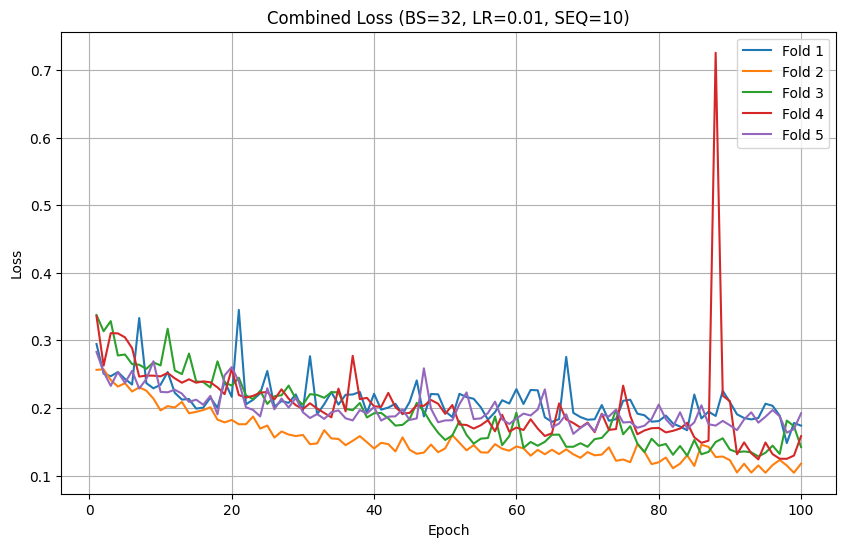 Combined Loss (BS=32, LR=0.01, SEQ=10)
Fold 1
Fold 2
Fold 3
Fold 4
Fold 5
Loss
0.7
0.6
0.5
0.4
0.3
0.2
0.1
0 20 40 60 80 100
Epoch